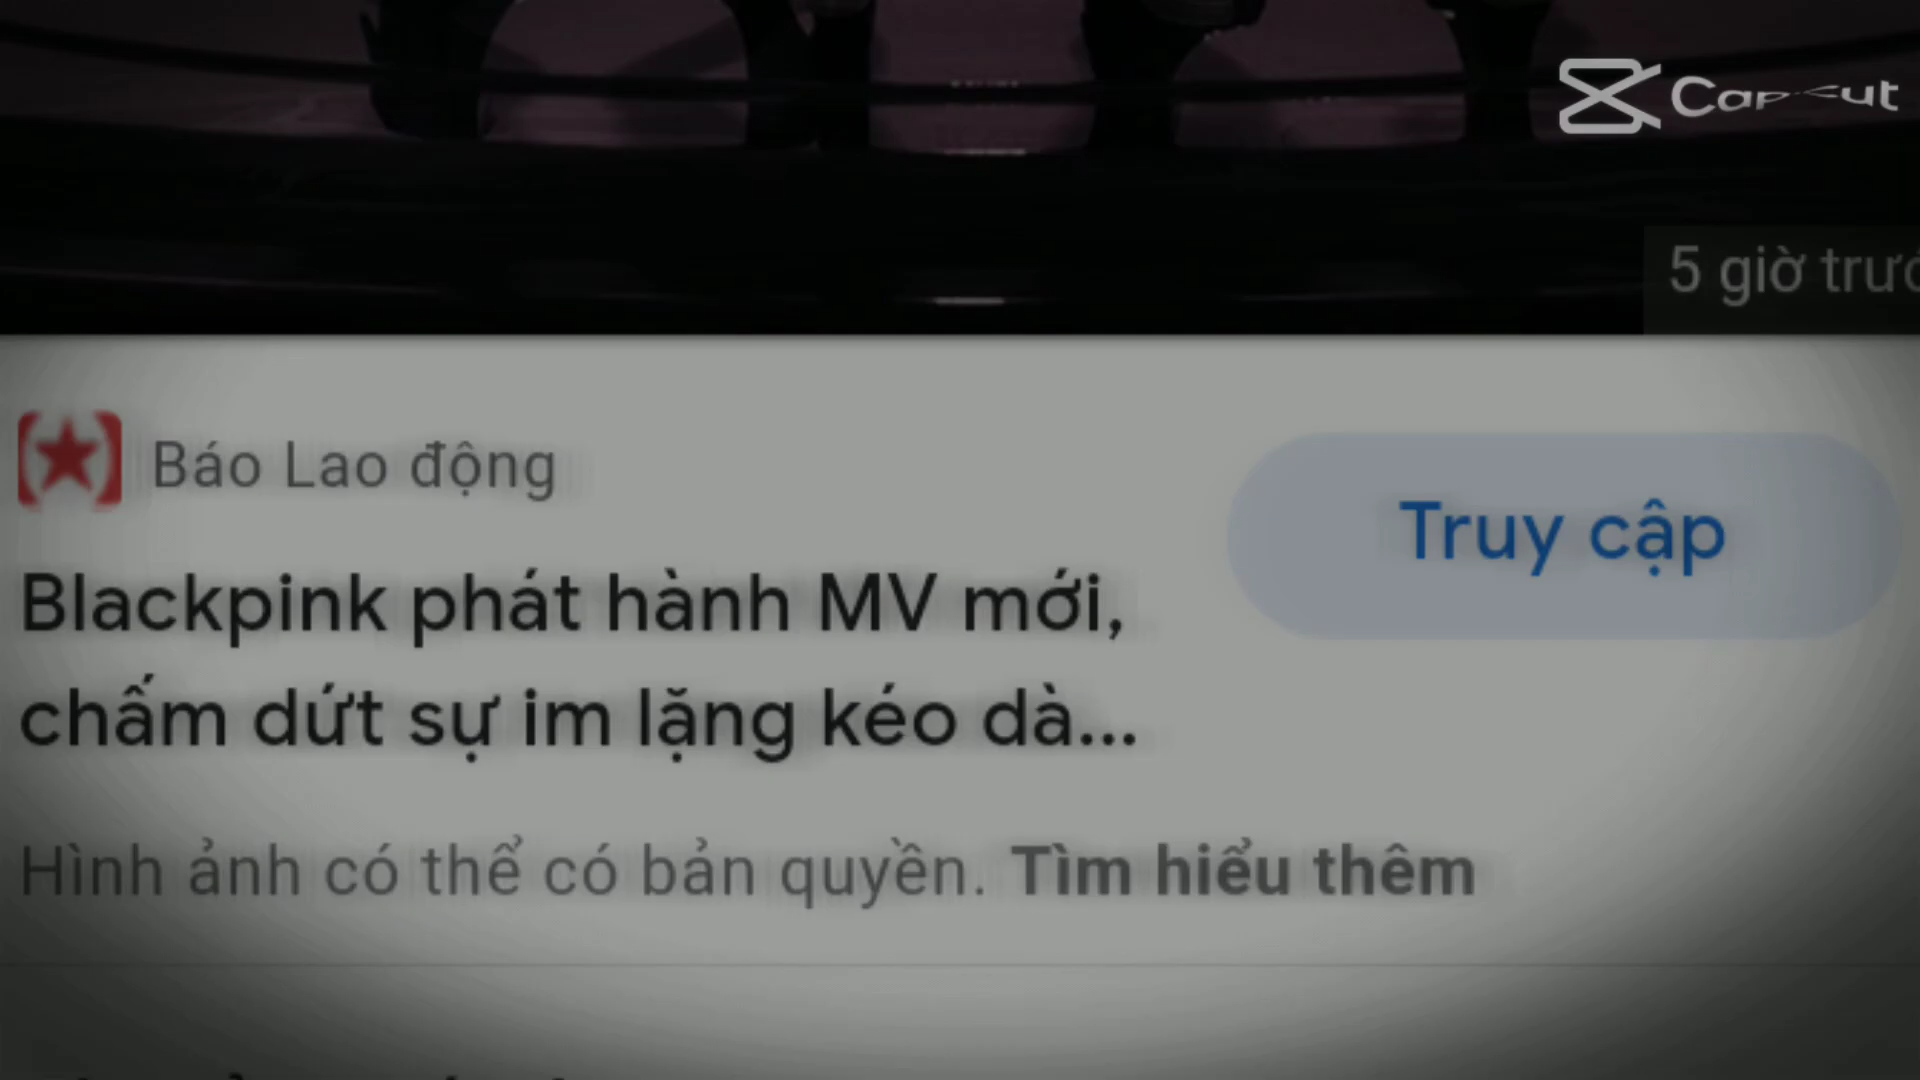 CapCut
5 giờ trướ
Báo Lao động
Truy cập
Blackpink phát hành MV mới,
chấm dứt sự im lặng kéo dà...
Hình ảnh có thể có bản quyền. Tìm hiểu thêm